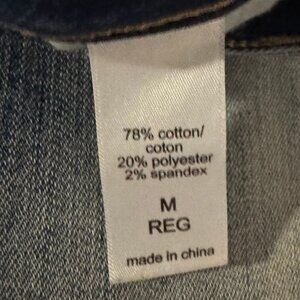 78% cotton/
coton
20% polyester
2% spandex
M
REG
made in china